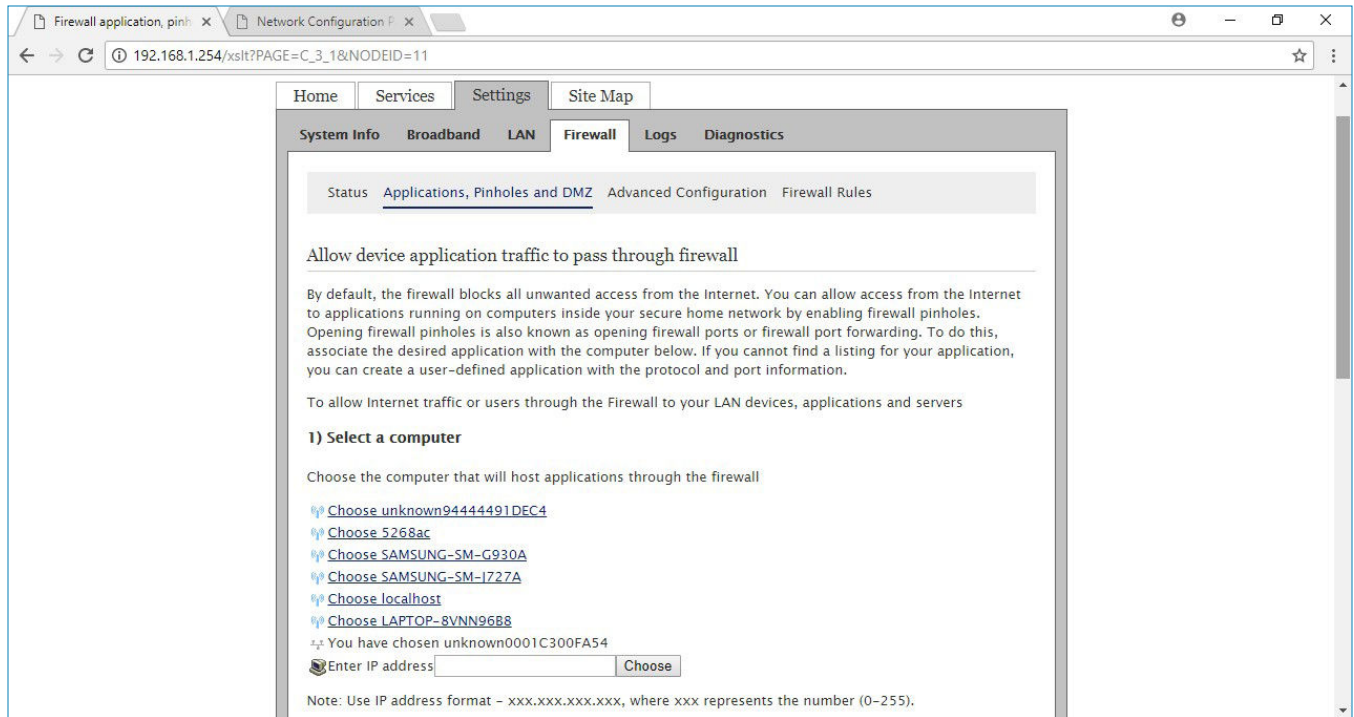 Firewall application, pinh
Network Configuration P
192.168.1.254/xslt?PAGE=C_3_1&NODEID=11
Home Services Settings Site Map
System Info Broadband LAN Firewall Logs Diagnostics
Status Applications, Pinholes and DMZ Advanced Configuration Firewall Rules
Allow device application traffic to pass through firewall
By default, the firewall blocks all unwanted access from the Internet. You can allow access from the Internet
to applications running on computers inside your secure home network by enabling firewall pinholes.
Opening firewall pinholes is also known as opening firewall ports or firewall port forwarding. To do this,
associate the desired application with the computer below. If you cannot find a listing for your application,
you can create a user-defined application with the protocol and port information.
To allow Internet traffic or users through the Firewall to your LAN devices, applications and servers
1) Select a computer
Choose the computer that will host applications through the firewall
Choose unknown94444491DEC4
Choose 5268ac
Choose SAMSUNG-SM-G930A
Choose SAMSUNG-SM-J727A
Choose localhost
Choose LAPTOP-8VNN96B8
You have chosen unknown0001C300FA54
Enter IP address Choose
Note: Use IP address format - xxx.xxx.xxx.xxx, where xxx represents the number (0-255).